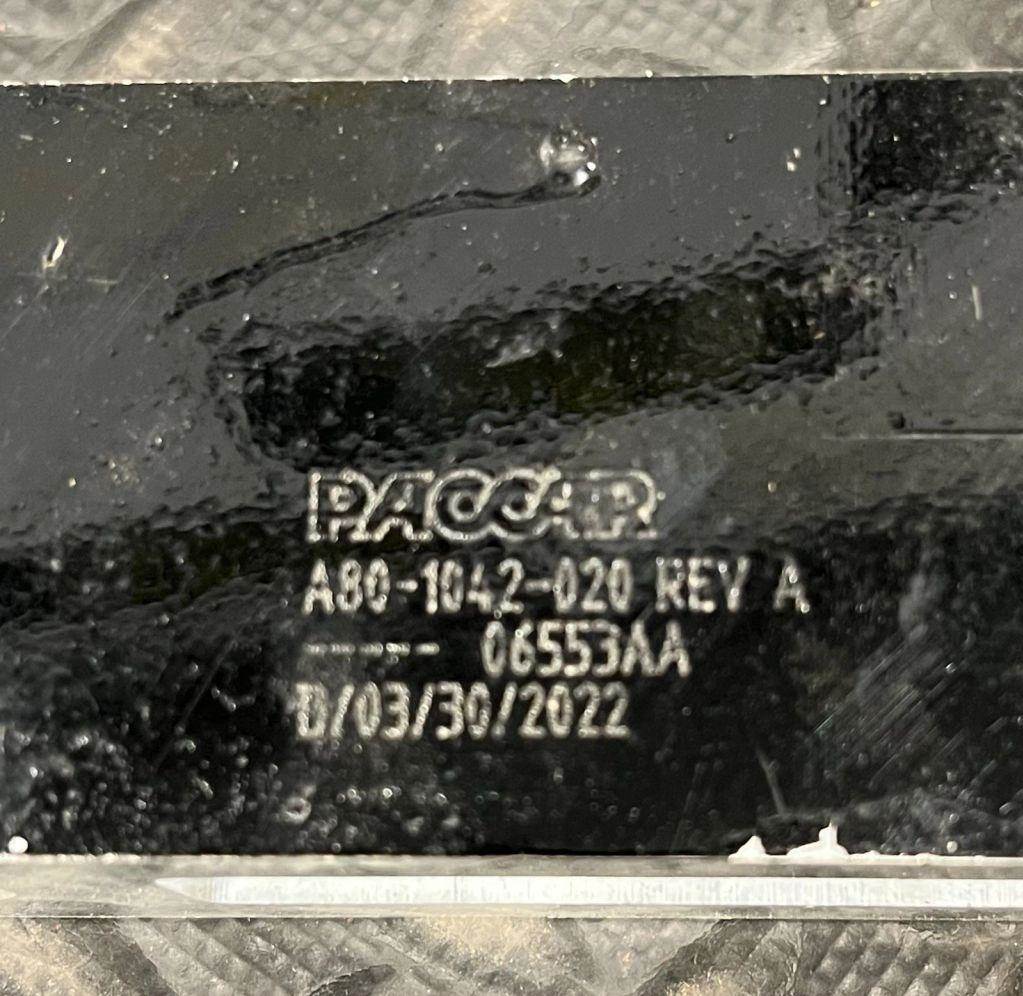 PACCAR
A80-1042-020 REV A
------ 06553AA
D/03/30/2022